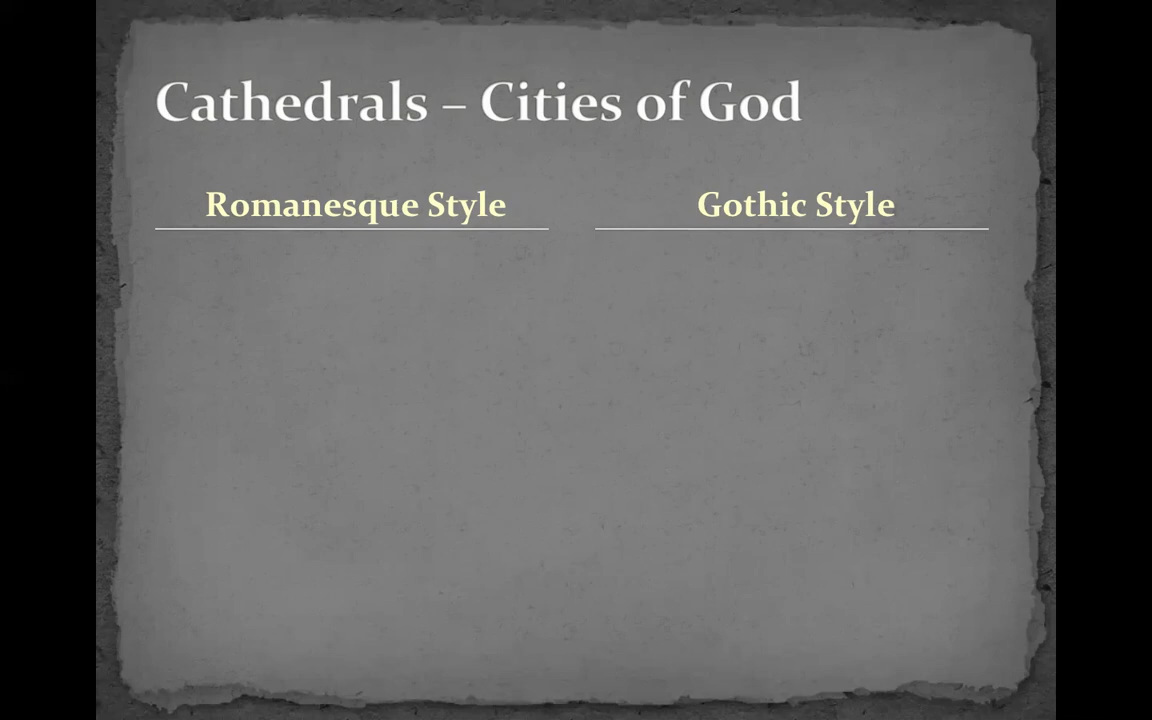 Cathedrals – Cities of God
Romanesque Style
Gothic Style